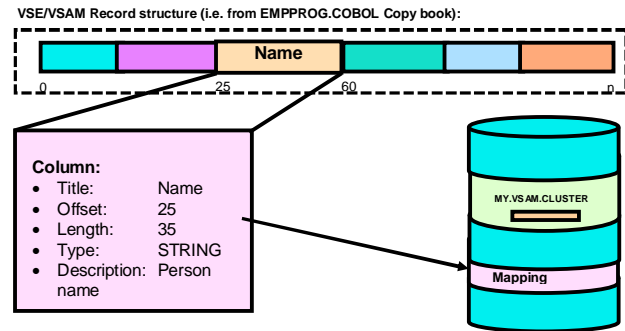 VSE/VSAM Record structure (i.e. from EMPPROG.COBOL Copy book):
Name
0 25 60 n
Column:
• Title: Name
• Offset: 25
• Length: 35
• Type: STRING
• Description: Person
name
MY.VSAM.CLUSTER
Mapping